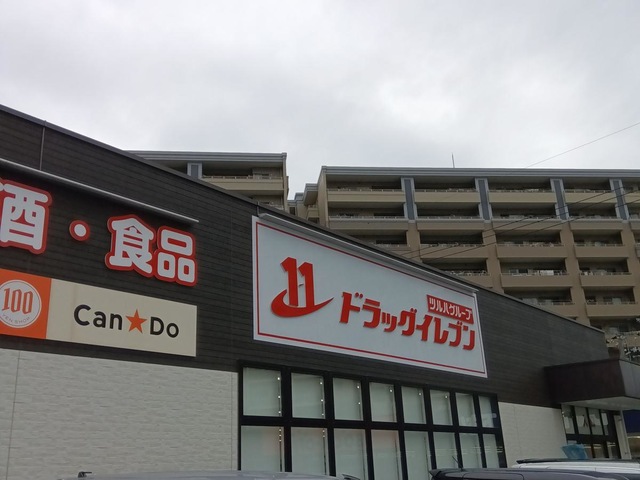 酒・食品
100
Can★Do
11
ツルハグループ
ドラッグイレブン